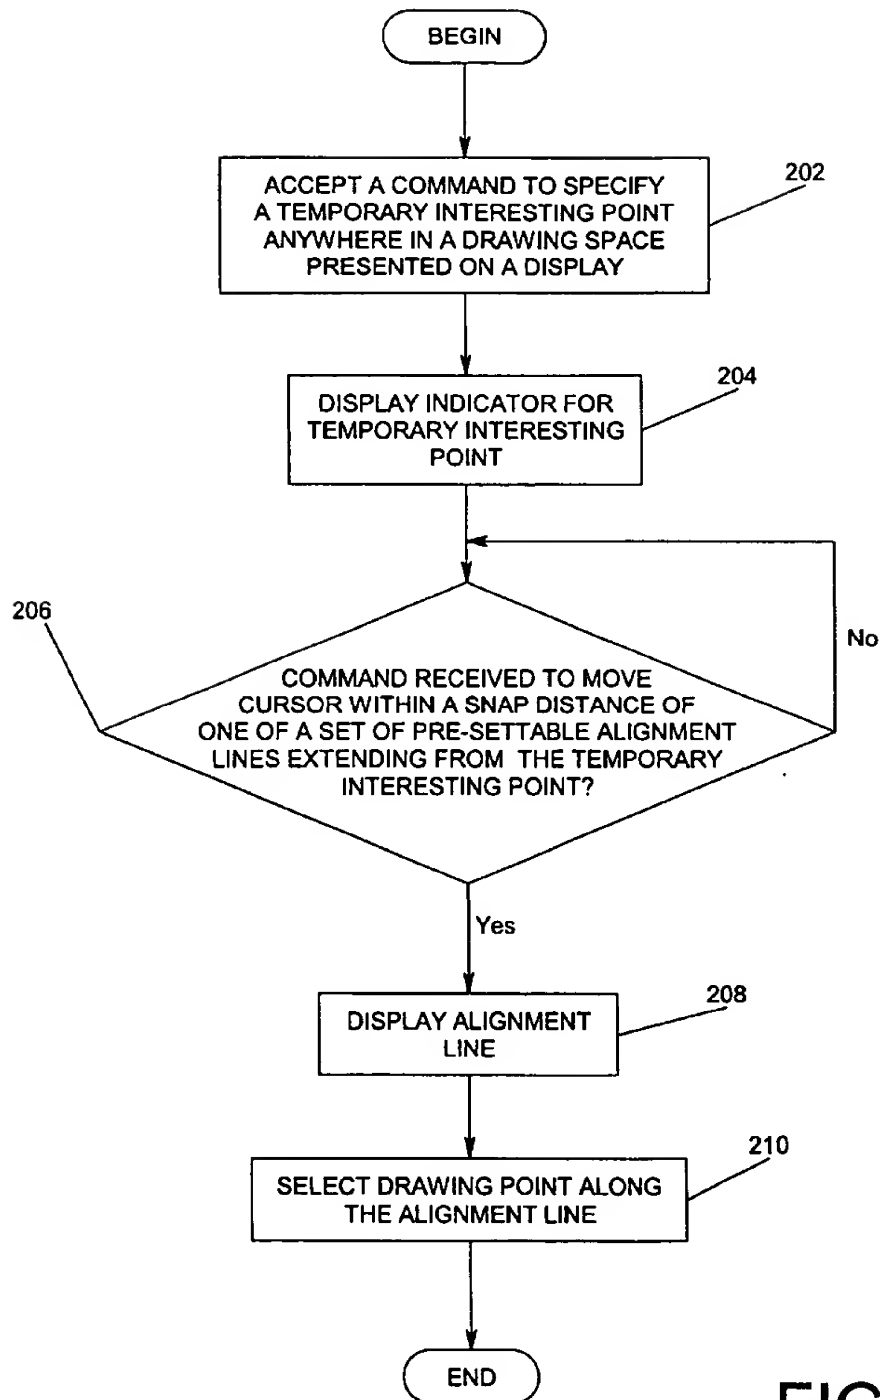 BEGIN
202
ACCEPT A COMMAND TO SPECIFY
A TEMPORARY INTERESTING POINT
ANYWHERE IN A DRAWING SPACE
PRESENTED ON A DISPLAY
204
DISPLAY INDICATOR FOR
TEMPORARY INTERESTING
POINT
206
No
COMMAND RECEIVED TO MOVE
CURSOR WITHIN A SNAP DISTANCE OF
ONE OF A SET OF PRE-SETTABLE ALIGNMENT
LINES EXTENDING FROM THE TEMPORARY
INTERESTING POINT?
Yes
208
DISPLAY ALIGNMENT
LINE
210
SELECT DRAWING POINT ALONG
THE ALIGNMENT LINE
END
FIG